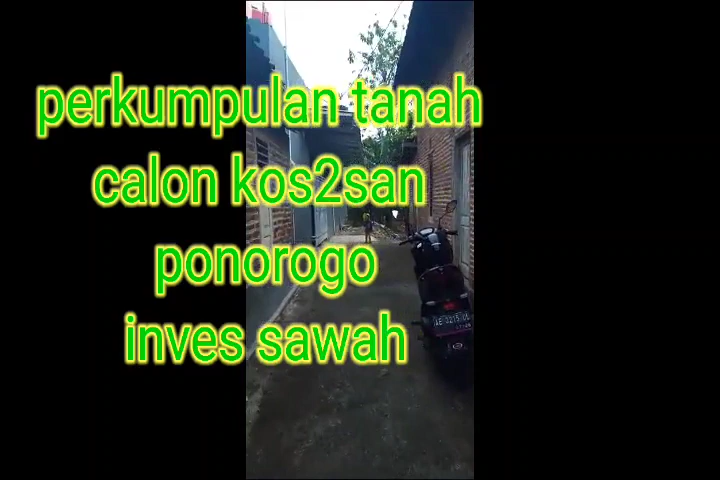 perkumpulan tanah
calon kos2san
ponorogo
inves sawah